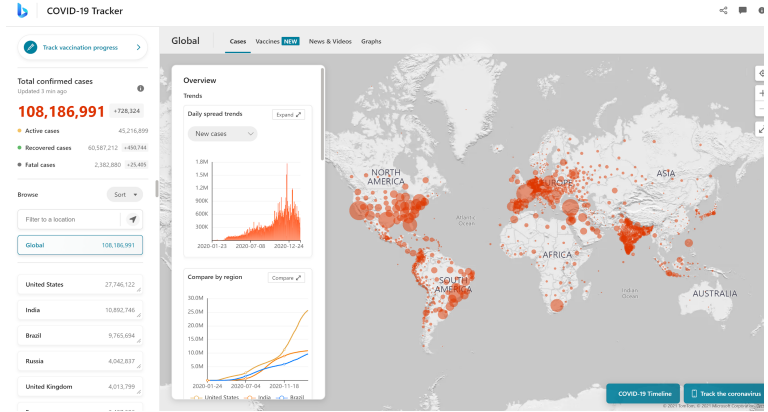 COVID-19 Tracker
Track vaccination progress
Total confirmed cases
Updated 3 min ago
108,186,991 +728,324
Active cases 45,216,899
Recovered cases 60,587,212 +450,744
Fatal cases 2,382,880 +25,405
Browse Sort
Filter to a location
Global 108,186,991
United States 27,746,122
India 10,892,746
Brazil 9,765,694
Russia 4,042,837
United Kingdom 4,013,799
Global Cases Vaccines NEW News & Videos Graphs
Overview
Trends
Daily spread trends Expand
New cases
1.8M
1.5M
1.2M
900K
600K
300K
2020-01-23 2020-07-08 2020-12-24
Compare by region Compare
30.0M
25.0M
20.0M
15.0M
10.0M
5.0M
2020-01-24 2020-07-04 2020-11-18
United States India Brazil
NORTH
AMERICA
EUROPE
ASIA
Atlantic
Ocean
AFRICA
SOUTH
AMERICA
Indian
Ocean
AUSTRALIA
COVID-19 Timeline
Track the coronavirus
© 2021 TomTom, © 2021 Microsoft Corporation